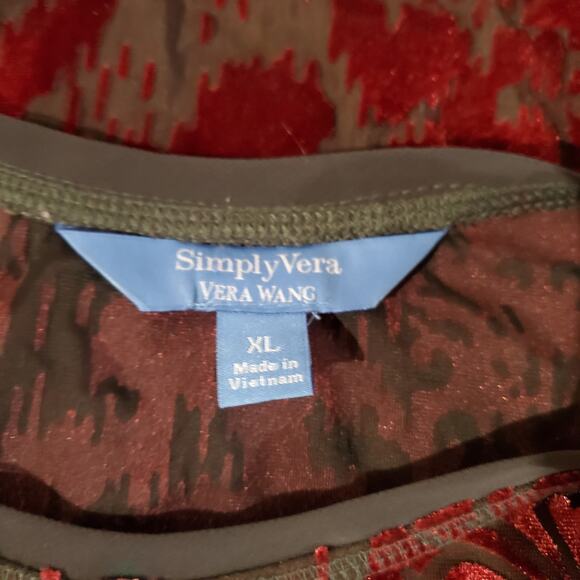 SimplyVera
VERA WANG
XL
Made in
Vietnam